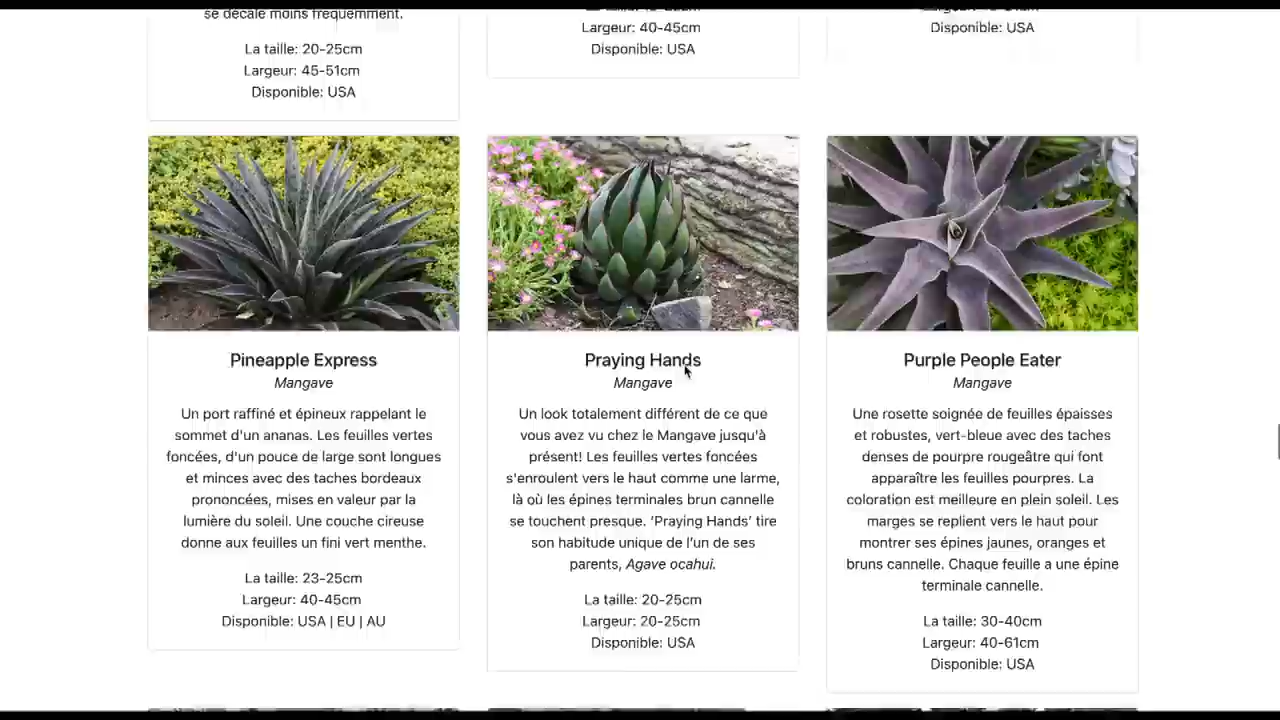 se décale moins fréquemment.
La taille: 20-25cm
Largeur: 45-51cm
Disponible: USA
Largeur: 40-45cm
Disponible: USA
Disponible: USA
Pineapple Express
Mangave
Un port raffiné et épineux rappelant le
sommet d'un ananas. Les feuilles vertes
foncées, d'un pouce de large sont longues
et minces avec des taches bordeaux
prononcées, mises en valeur par la
lumière du soleil. Une couche cireuse
donne aux feuilles un fini vert menthe.
La taille: 23-25cm
Largeur: 40-45cm
Disponible: USA | EU | AU
Praying Hands
Mangave
Un look totalement différent de ce que
vous avez vu chez le Mangave jusqu'à
présent! Les feuilles vertes foncées
s'enroulent vers le haut comme une larme,
là où les épines terminales brun cannelle
se touchent presque. ‘Praying Hands’ tire
son habitude unique de l’un de ses
parents, Agave ocahui.
La taille: 20-25cm
Largeur: 20-25cm
Disponible: USA
Purple People Eater
Mangave
Une rosette soignée de feuilles épaisses
et robustes, vert-bleue avec des taches
denses de pourpre rougeâtre qui font
apparaître les feuilles pourpres. La
coloration est meilleure en plein soleil. Les
marges se replient vers le haut pour
montrer ses épines jaunes, oranges et
bruns cannelle. Chaque feuille a une épine
terminale cannelle.
La taille: 30-40cm
Largeur: 40-61cm
Disponible: USA